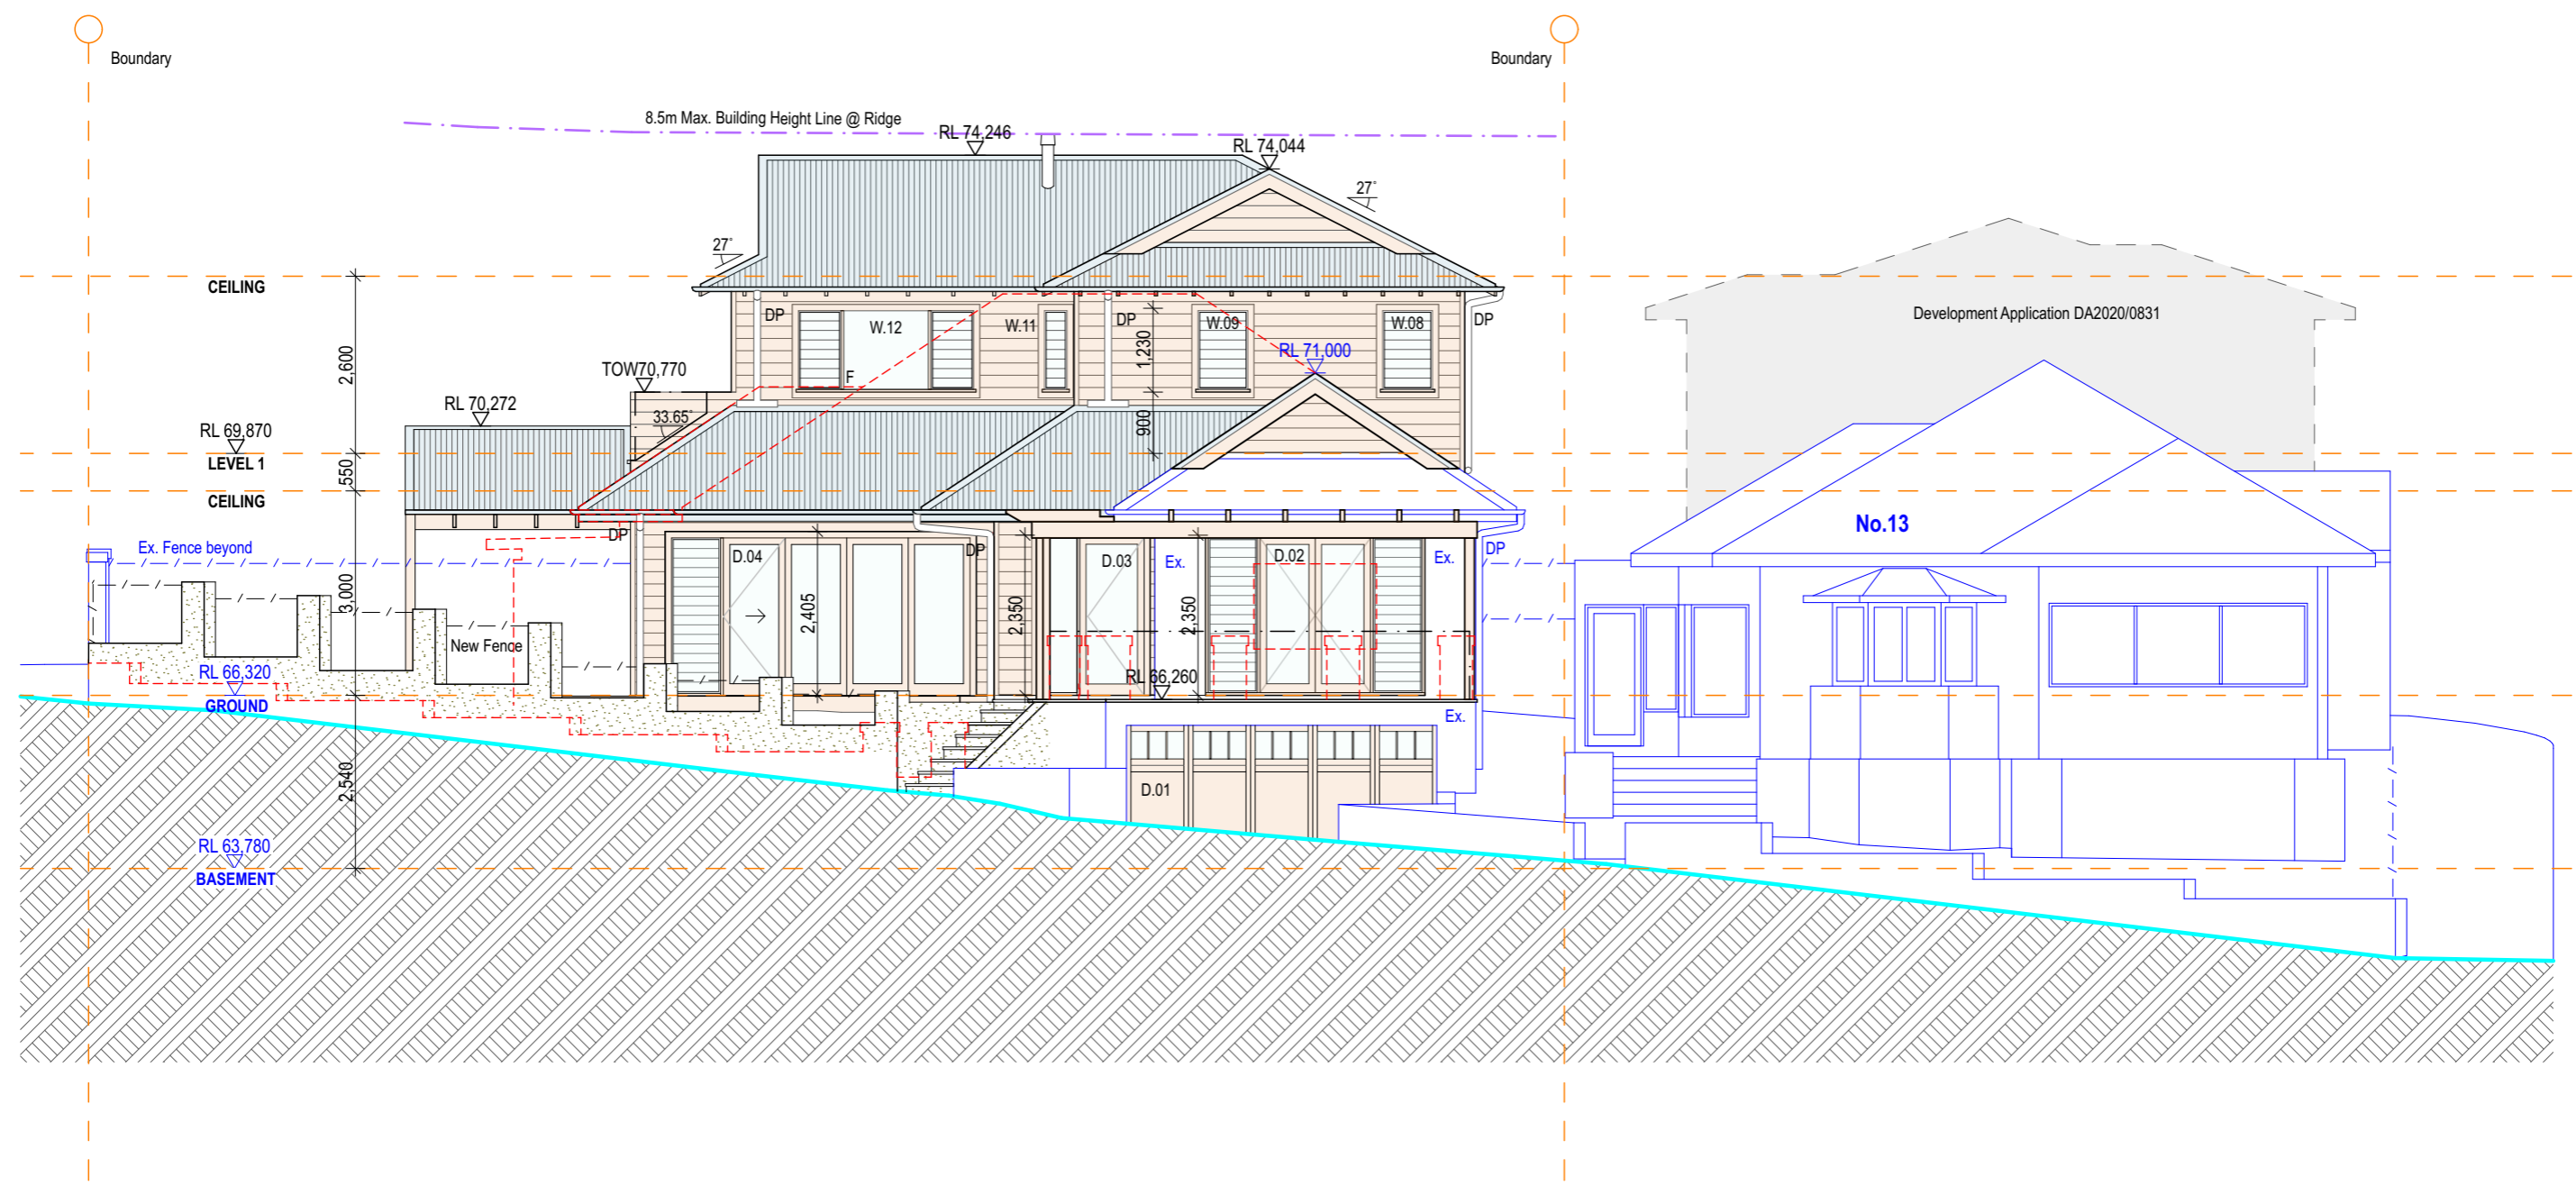 Boundary
Boundary
8.5m Max. Building Height Line @ Ridge
RL 74,246
RL 74,044
27°
27°
CEILING
Development Application DA2020/0831
DP
W.12
W.11
DP
W.09
W.08
DP
1,230
RL 71,000
2,600
TOW70,770
F
RL 70,272
33.65°
900
RL 69,870
LEVEL 1
550
CEILING
No.13
DP
DP
DP
Ex. Fence beyond
D.04
D.03
Ex.
D.02
Ex.
3,000
2,405
2,350
2,350
New Fence
RL 66,320
RL 66,260
GROUND
Ex.
2,540
D.01
RL 63,780
BASEMENT